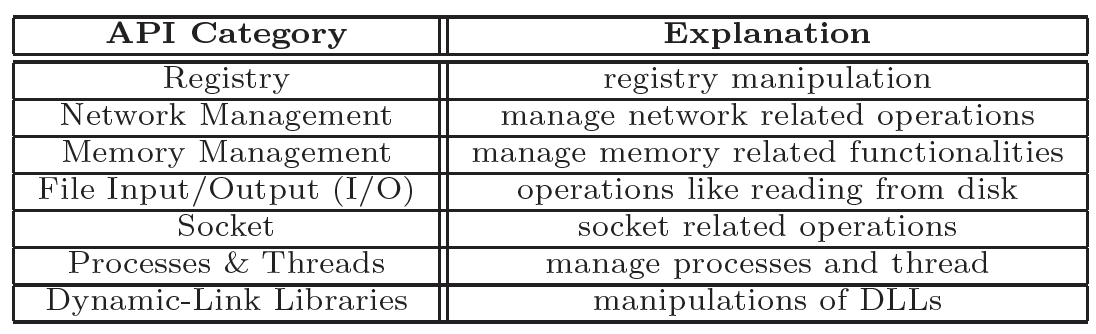 API Category Explanation
Registry registry manipulation
Network Management manage network related operations
Memory Management manage memory related functionalities
File Input/Output (I/O) operations like reading from disk
Socket socket related operations
Processes & Threads manage processes and thread
Dynamic-Link Libraries manipulations of DLLs